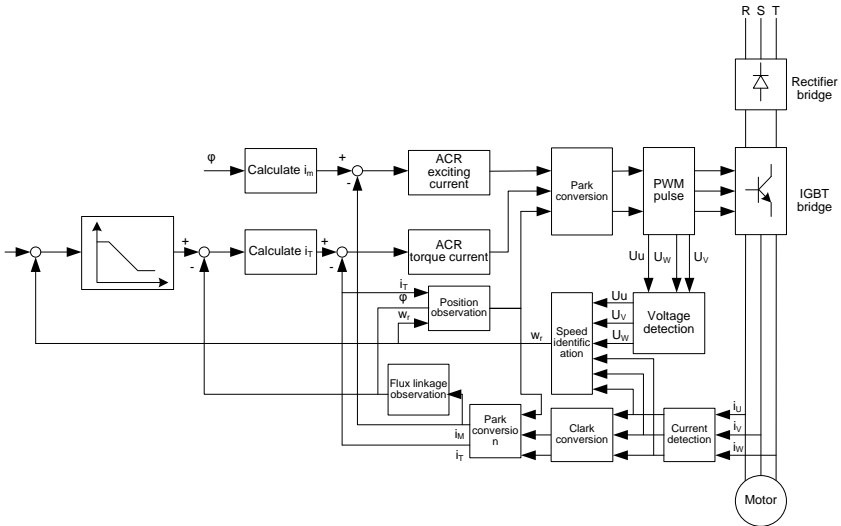 R S T
Rectifier
bridge
φ
Calculate iₘ
+
-
ACR
exciting
current
Park
conversion
PWM
pulse
IGBT
bridge
+
-
Calculate i_T
+
-
ACR
torque current
Uu
U_W
U_V
i_T
φ
w_r
Position
observation
Uu
U_V
U_W
Voltage
detection
w_r
Speed
identific
ation
Flux linkage
observation
i_M
i_T
Park
conversio
n
Clark
conversion
Current
detection
i_U
i_V
i_W
Motor